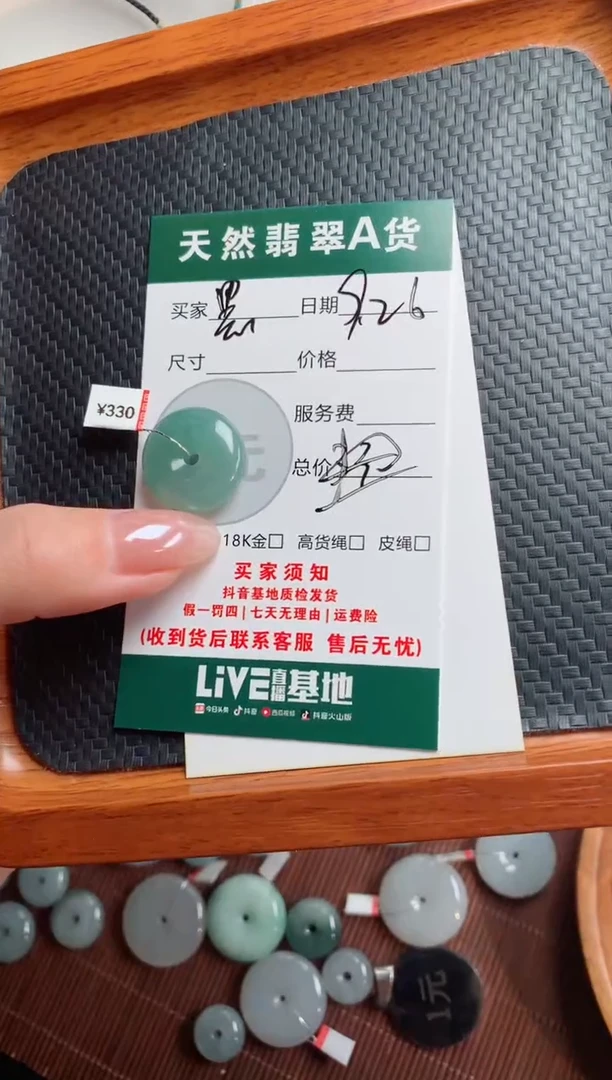 天然翡翠A货
买家 日期 9.26
尺寸 价格
¥330
服务费
元
总价
18K金□ 高货绳□ 皮绳□
买家须知
抖音基地质检发货
假一罚四|七天无理由|运费险
(收到货后联系客服 售后无忧)
LiVE直播基地
今日头条 抖音 西瓜视频 抖音火山版
1元